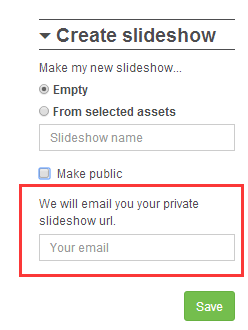 Create slideshow
Make my new slideshow...
Empty
From selected assets
Slideshow name
Make public
We will email you your private
slideshow url.
Your email
Save